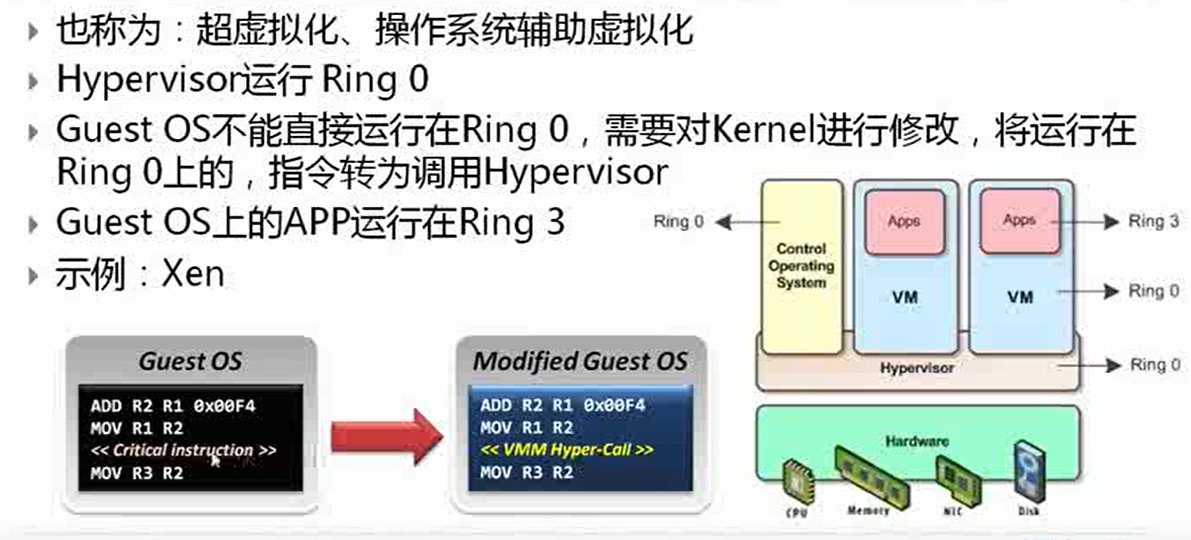 也称为：超虚拟化、操作系统辅助虚拟化
Hypervisor运行 Ring 0
Guest OS不能直接运行在Ring 0，需要对Kernel进行修改，将运行在
Ring 0上的，指令转为调用Hypervisor
Guest OS上的APP运行在Ring 3
示例：Xen
Guest OS
ADD R2 R1 0x00F4
MOV R1 R2
<< Critical instruction >>
MOV R3 R2
Modified Guest OS
ADD R2 R1 0x00F4
MOV R1 R2
<< VMM Hyper-Call >>
MOV R3 R2
Ring 0
Control
Operating
System
Apps
VM
Apps
VM
Ring 3
Ring 0
Hypervisor
Ring 0
Hardware
CPU
Memory
NIC
Disk